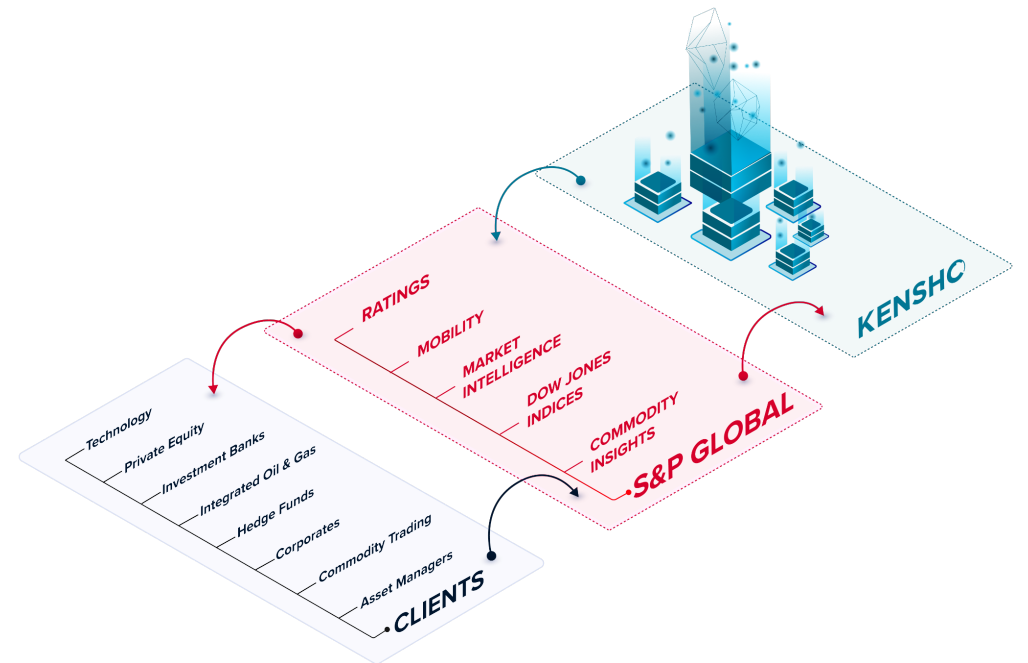 KENSHO
RATINGS
MOBILITY
MARKET
INTELLIGENCE
DOW JONES
INDICES
COMMODITY
INSIGHTS
S&P GLOBAL
Technology
Private Equity
Investment Banks
Integrated Oil & Gas
Hedge Funds
Corporates
Commodity Trading
Asset Managers
CLIENTS